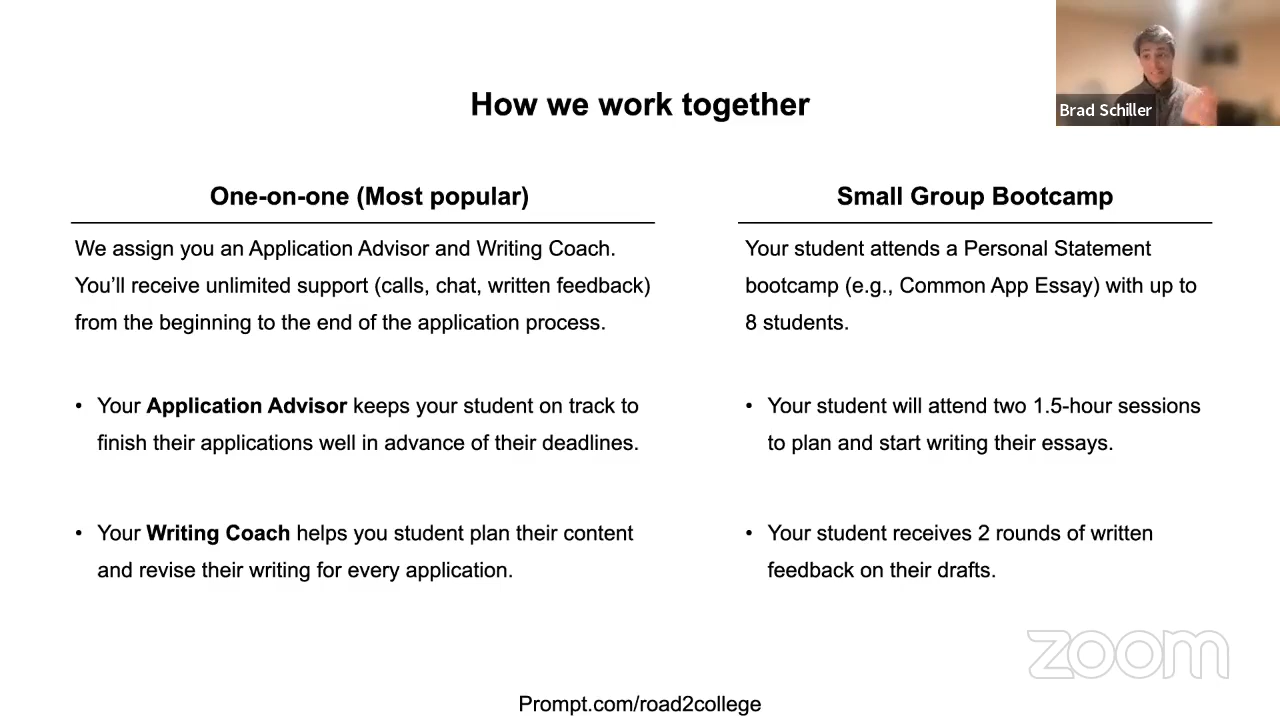 How we work together
Brad Schiller
One-on-one (Most popular)
We assign you an Application Advisor and Writing Coach.
You'll receive unlimited support (calls, chat, written feedback)
from the beginning to the end of the application process.
• Your Application Advisor keeps your student on track to
finish their applications well in advance of their deadlines.
• Your Writing Coach helps you student plan their content
and revise their writing for every application.
Small Group Bootcamp
Your student attends a Personal Statement
bootcamp (e.g., Common App Essay) with up to
8 students.
• Your student will attend two 1.5-hour sessions
to plan and start writing their essays.
• Your student receives 2 rounds of written
feedback on their drafts.
zoom
Prompt.com/road2college